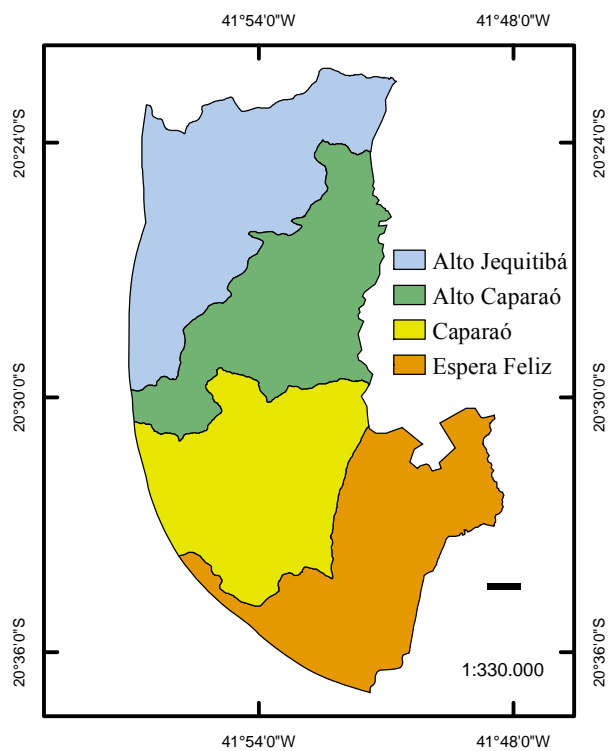 41°54'0"W 41°48'0"W
20°24'0"S 20°24'0"S
Alto Jequitibá
Alto Caparaó
Caparaó
Espera Feliz
20°30'0"S 20°30'0"S
20°36'0"S 20°36'0"S
1:330.000
41°54'0"W 41°48'0"W